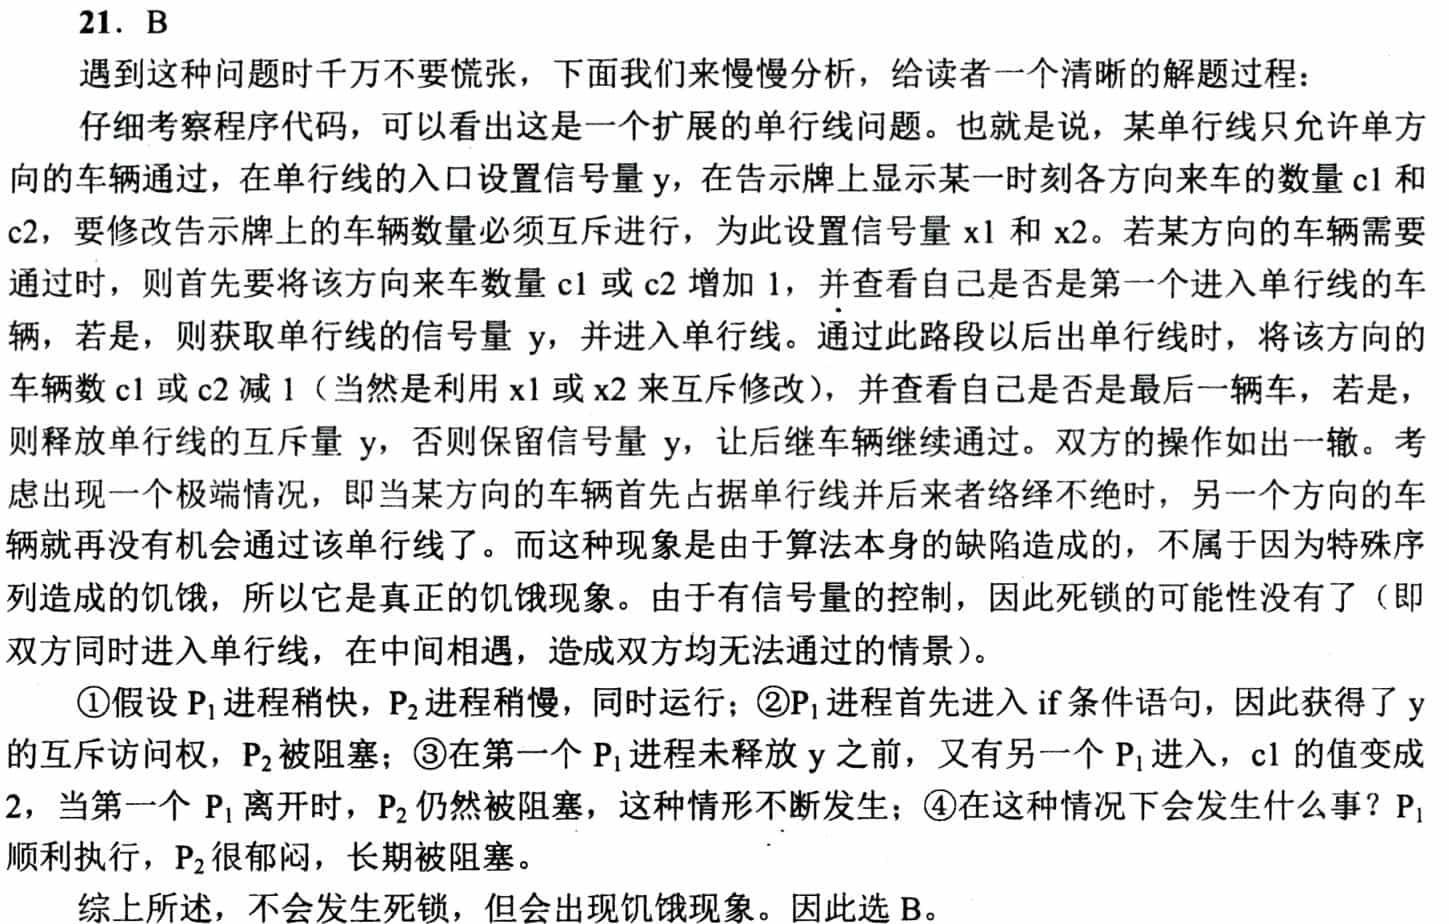 21．B
遇到这种问题时千万不要慌张，下面我们来慢慢分析，给读者一个清晰的解题过程：
仔细考察程序代码，可以看出这是一个扩展的单行线问题。也就是说，某单行线只允许单方
向的车辆通过，在单行线的入口设置信号量 y，在告示牌上显示某一时刻各方向来车的数量 c1 和
c2，要修改告示牌上的车辆数量必须互斥进行，为此设置信号量 x1 和 x2。若某方向的车辆需要
通过时，则首先要将该方向来车数量 c1 或 c2 增加 1，并查看自己是否是第一个进入单行线的车
辆，若是，则获取单行线的信号量 y，并进入单行线。通过此路段以后出单行线时，将该方向的
车辆数 c1 或 c2 减 1（当然是利用 x1 或 x2 来互斥修改），并查看自己是否是最后一辆车，若是，
则释放单行线的互斥量 y，否则保留信号量 y，让后继车辆继续通过。双方的操作如出一辙。考
虑出现一个极端情况，即当某方向的车辆首先占据单行线并后来者络绎不绝时，另一个方向的车
辆就再没有机会通过该单行线了。而这种现象是由于算法本身的缺陷造成的，不属于因为特殊序
列造成的饥饿，所以它是真正的饥饿现象。由于有信号量的控制，因此死锁的可能性没有了（即
双方同时进入单行线，在中间相遇，造成双方均无法通过的情景）。
①假设 P₁ 进程稍快，P₂ 进程稍慢，同时运行；②P₁ 进程首先进入 if 条件语句，因此获得了 y
的互斥访问权，P₂ 被阻塞；③在第一个 P₁ 进程未释放 y 之前，又有另一个 P₁ 进入，c1 的值变成
2，当第一个 P₁ 离开时，P₂ 仍然被阻塞，这种情形不断发生；④在这种情况下会发生什么事？P₁
顺利执行，P₂ 很郁闷，长期被阻塞。
综上所述，不会发生死锁，但会出现饥饿现象。因此选 B。